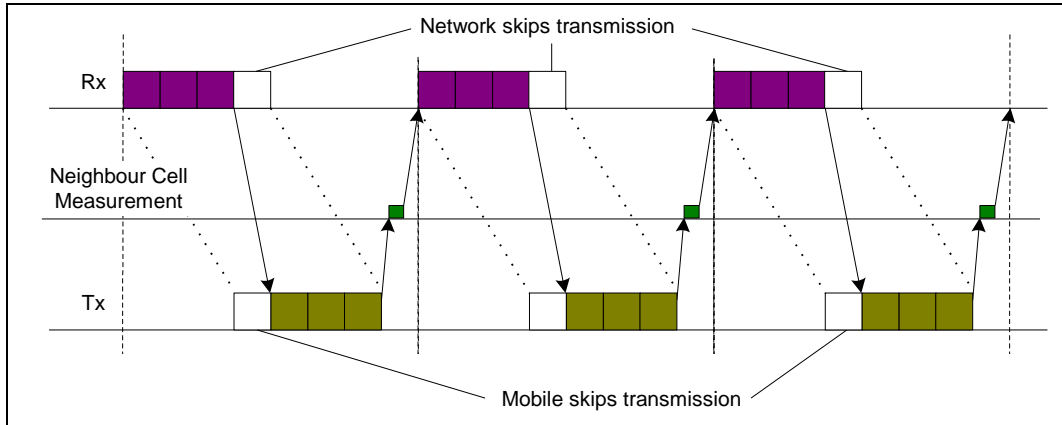 Network skips transmission
Rx
Neighbour Cell
Measurement
Tx
Mobile skips transmission